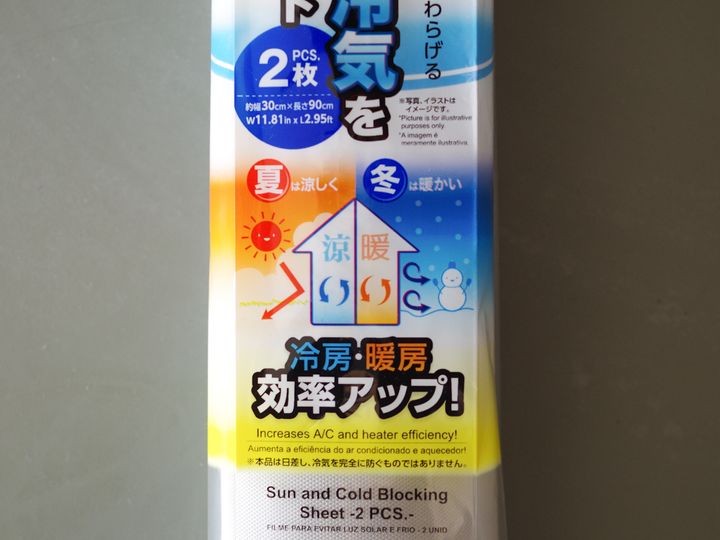 ト
冷気を
わらげる
2枚
PCS.
約幅30cm×長さ90cm
W11.81in x L2.95ft
※写真、イラストは
イメージです。
*Picture is for illustrative
purposes only.
*A imagem é
meramente ilustrativa.
夏は涼しく
冬は暖かい
涼 暖
冷房・暖房
効率アップ!
Increases A/C and heater efficiency!
Aumenta a eficiência do ar condicionado e aquecedor!
※本品は日差し、冷気を完全に防ぐものではありません。
Sun and Cold Blocking
Sheet -2 PCS.-
FILME PARA EVITAR LUZ SOLAR E FRIO - 2 UNID